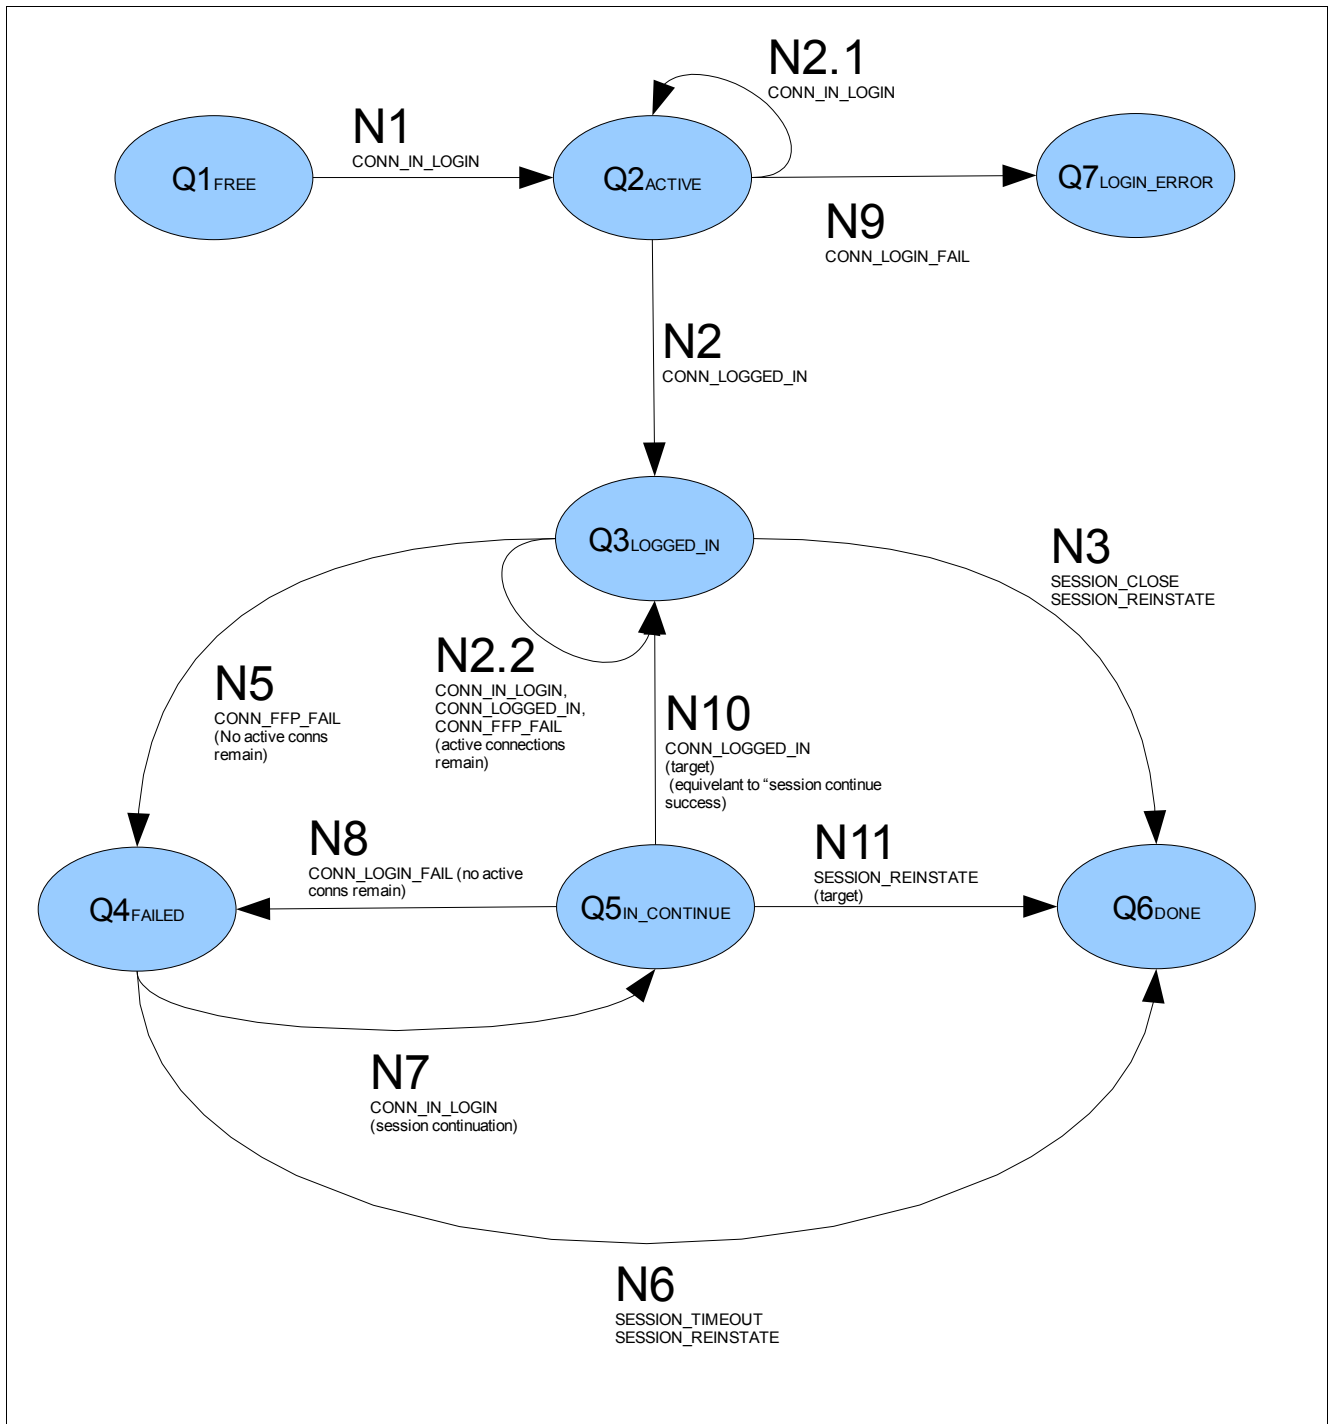 N2.1
CONN_IN_LOGIN
N1
CONN_IN_LOGIN
Q1FREE
Q2ACTIVE
Q7LOGIN_ERROR
N9
CONN_LOGIN_FAIL
N2
CONN_LOGGED_IN
Q3LOGGED_IN
N3
SESSION_CLOSE
SESSION_REINSTATE
N2.2
CONN_IN_LOGIN,
CONN_LOGGED_IN,
CONN_FFP_FAIL
(active connections
remain)
N5
CONN_FFP_FAIL
(No active conns
remain)
N10
CONN_LOGGED_IN
(target)
(equivelant to “session continue
success)
N8
CONN_LOGIN_FAIL (no active
conns remain)
N11
SESSION_REINSTATE
(target)
Q4FAILED
Q5IN_CONTINUE
Q6DONE
N7
CONN_IN_LOGIN
(session continuation)
N6
SESSION_TIMEOUT
SESSION_REINSTATE